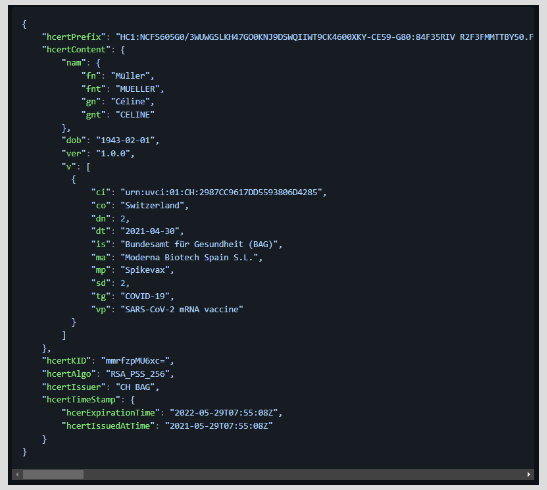 {
"hcertPrefix": "HC1:NCFS605G0/3WUWGSLKH47GO0KNJ9DSWQIIWT9CK4600XKY-CE59-G80:84F35RIV R2F3FMMTTBY50.F
"hcertContent": {
"nam": {
"fn": "Müller",
"fnt": "MUELLER",
"gn": "Céline",
"gnt": "CELINE"
},
"dob": "1943-02-01",
"ver": "1.0.0",
"v": [
{
"ci": "urn:uvci:01:CH:2987CC9617DD5593806D4285",
"co": "Switzerland",
"dn": 2,
"dt": "2021-04-30",
"is": "Bundesamt für Gesundheit (BAG)",
"ma": "Moderna Biotech Spain S.L.",
"mp": "Spikevax",
"sd": 2,
"tg": "COVID-19",
"vp": "SARS-CoV-2 mRNA vaccine"
}
]
},
"hcertKID": "mmrfzpMU6xc=",
"hcertAlgo": "RSA_PSS_256",
"hcertIssuer": "CH BAG",
"hcertTimeStamp": {
"hcerExpirationTime": "2022-05-29T07:55:08Z",
"hcertIssuedAtTime": "2021-05-29T07:55:08Z"
}
}